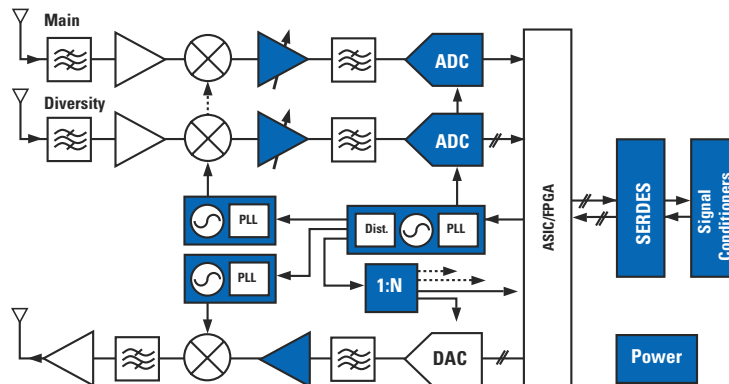 Main
ADC
Diversity
ADC
ASIC/FPGA
SERDES
Signal
Conditioners
PLL
Dist.
PLL
PLL
1:N
DAC
Power